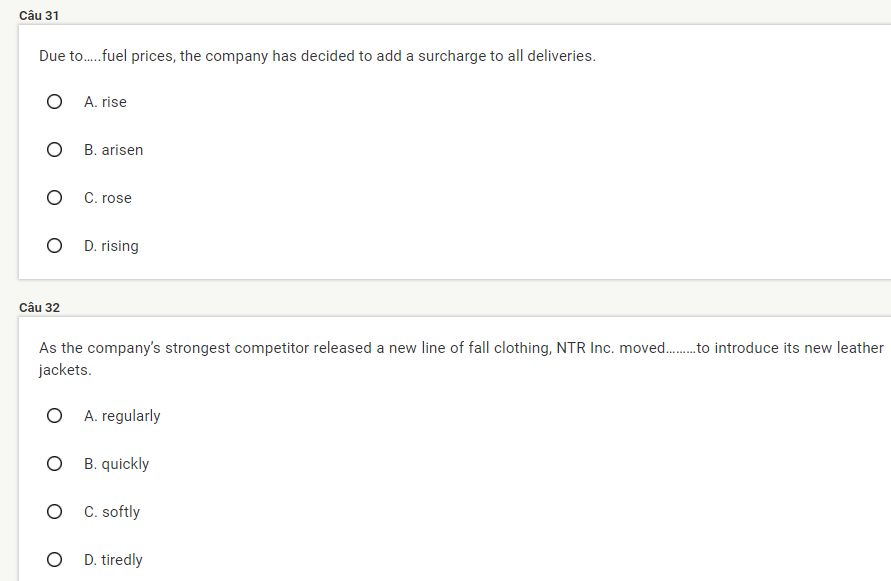 Câu 31
Due to.....fuel prices, the company has decided to add a surcharge to all deliveries.
A. rise
B. arisen
C. rose
D. rising
Câu 32
As the company's strongest competitor released a new line of fall clothing, NTR Inc. moved.........to introduce its new leather
jackets.
A. regularly
B. quickly
C. softly
D. tiredly